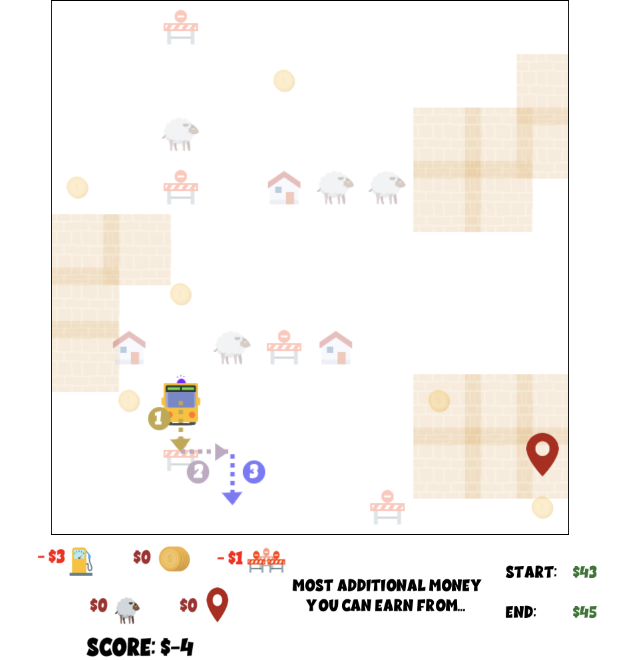 1
2
3
- $3 $0 - $1
$0 $0
SCORE: $-4
MOST ADDITIONAL MONEY
YOU CAN EARN FROM...
START: $43
END: $45